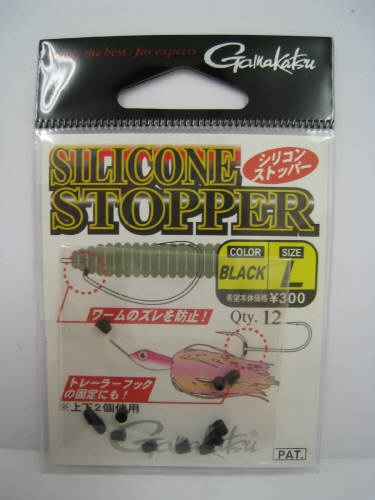 simply the best / for experts
Gamakatsu
SILICONE
STOPPER
シリコン
ストッパー
COLOR
BLACK
SIZE
L
希望本体価格 ¥300
Qty. 12
ワームのズレを防止!
トレーラーフック
の固定にも!
※上下2個使用
Gamakatsu
PAT.